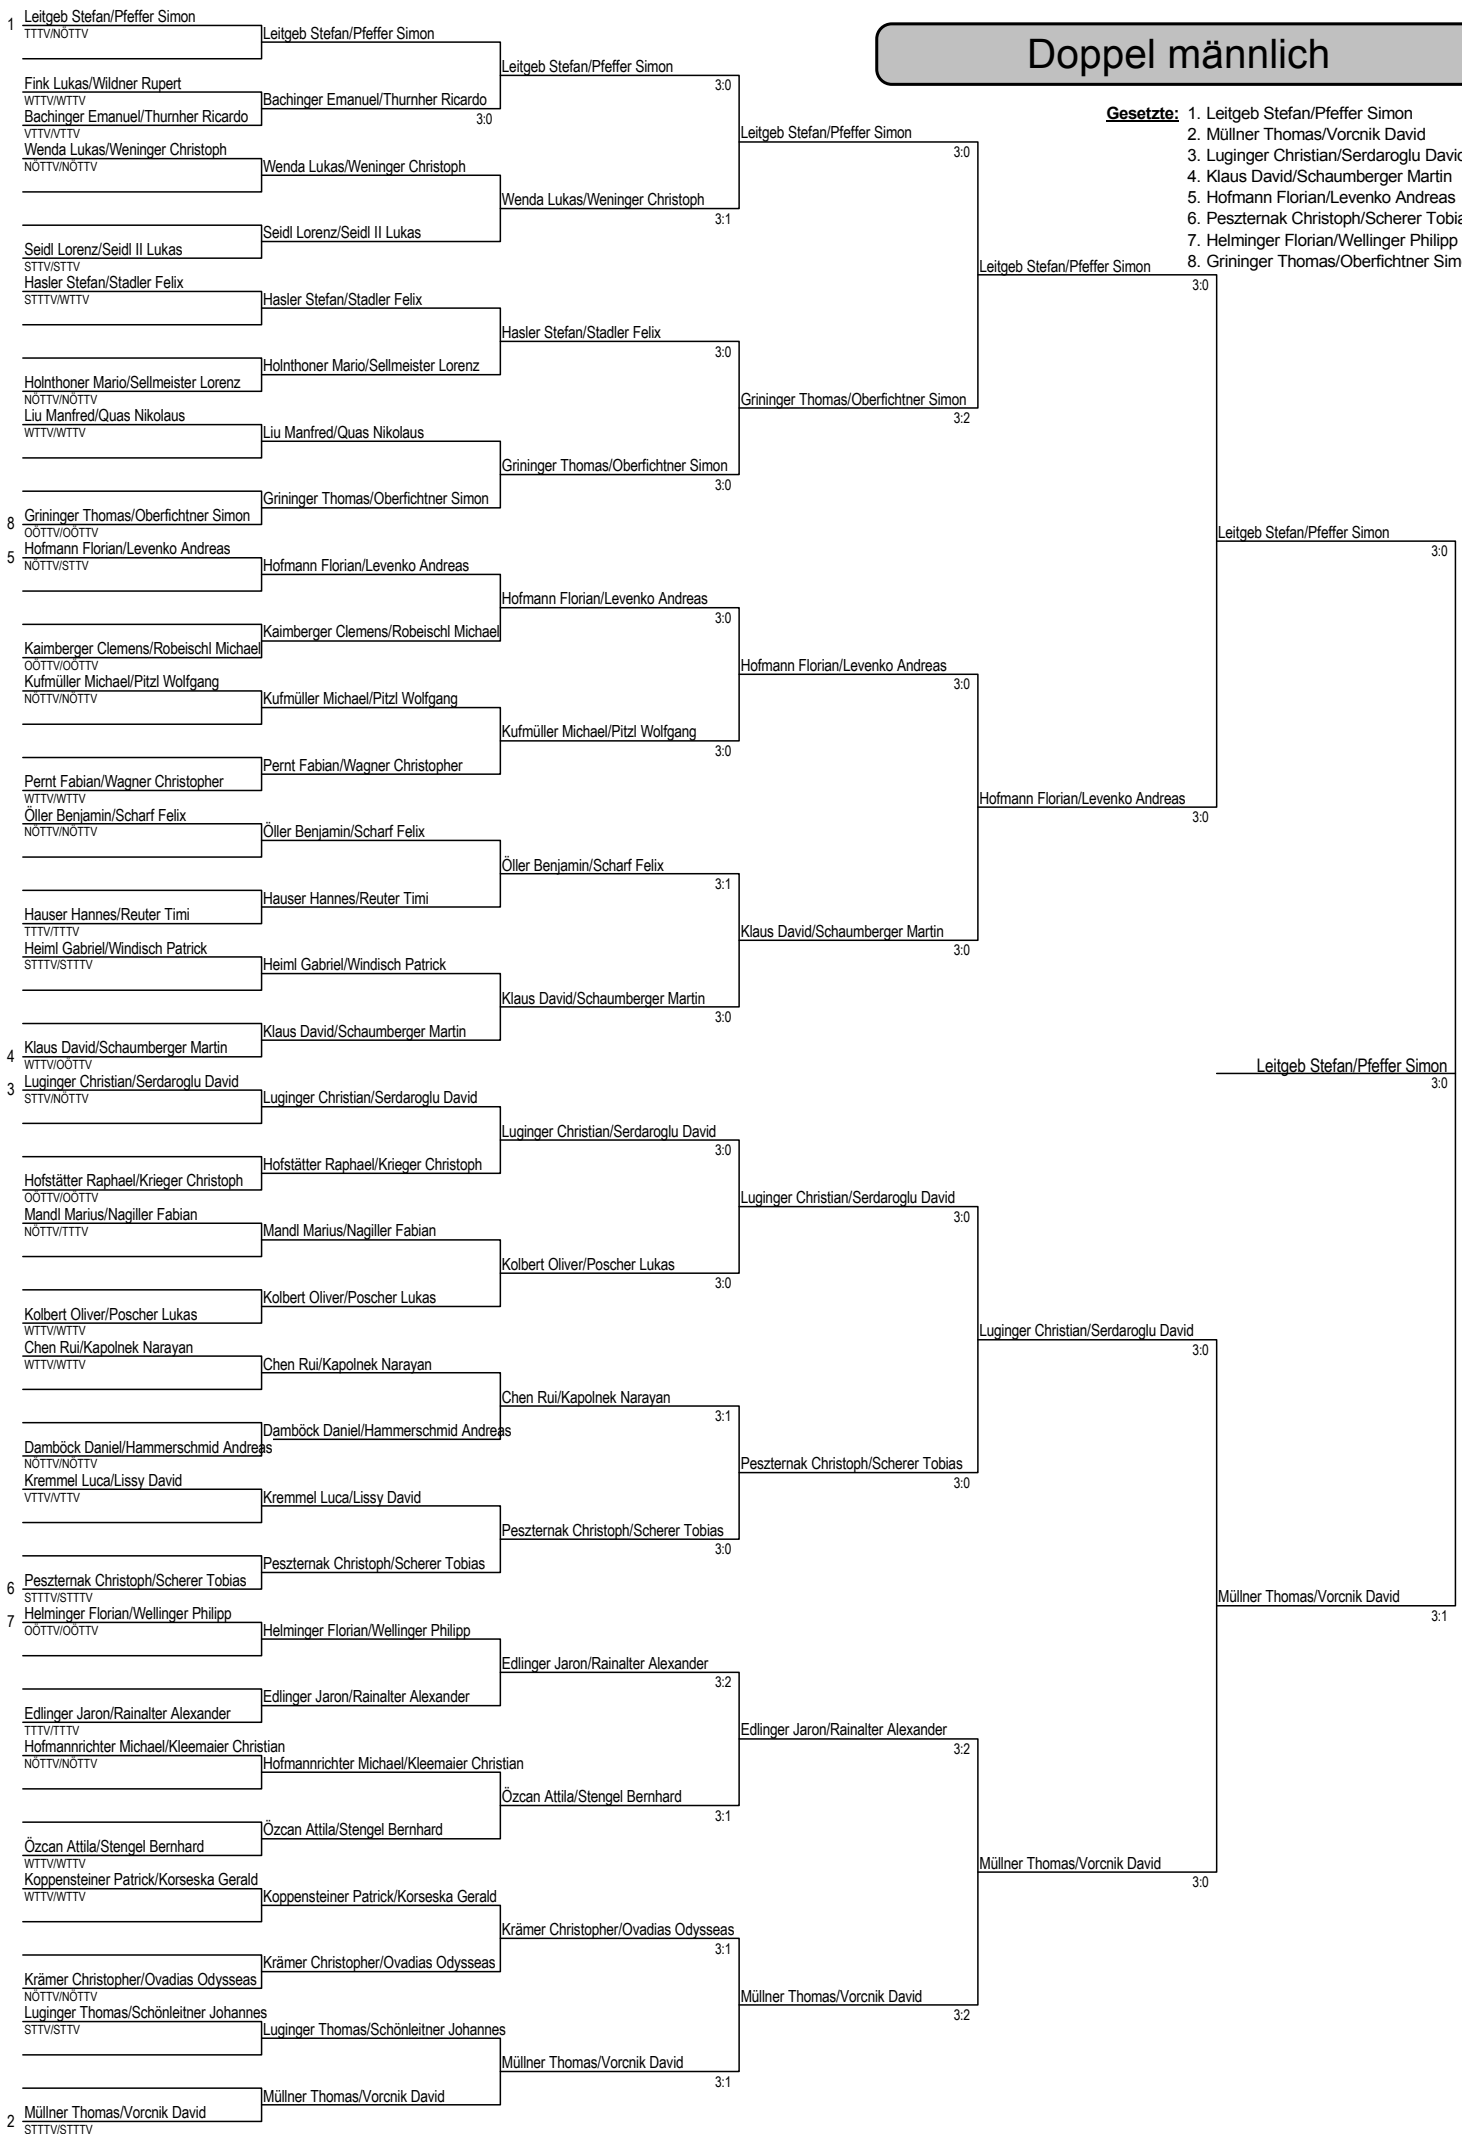 Doppel männlich
Gesetzte: 1. Leitgeb Stefan/Pfeffer Simon
2. Müllner Thomas/Vorcnik David
3. Luginger Christian/Serdaroglu David
4. Klaus David/Schaumberger Martin
5. Hofmann Florian/Levenko Andreas
6. Peszternak Christoph/Scherer Tobia
7. Helminger Florian/Wellinger Philipp
8. Grininger Thomas/Oberfichtner Sim
1 Leitgeb Stefan/Pfeffer Simon
TTTV/NÖTTV
Fink Lukas/Wildner Rupert
WTTV/WTTV
Bachinger Emanuel/Thurnher Ricardo
VTTV/VTTV
Wenda Lukas/Weninger Christoph
NÖTTV/NÖTTV
Seidl Lorenz/Seidl II Lukas
STTV/STTV
Hasler Stefan/Stadler Felix
STTTV/WTTV
Holnthoner Mario/Sellmeister Lorenz
NÖTTV/NÖTTV
Liu Manfred/Quas Nikolaus
WTTV/WTTV
8 Grininger Thomas/Oberfichtner Simon
OÖTTV/OÖTTV
5 Hofmann Florian/Levenko Andreas
NÖTTV/STTV
Kaimberger Clemens/Robeischl Michael
OÖTTV/OÖTTV
Kufmüller Michael/Pitzl Wolfgang
NÖTTV/NÖTTV
Pernt Fabian/Wagner Christopher
WTTV/WTTV
Öller Benjamin/Scharf Felix
NÖTTV/NÖTTV
Hauser Hannes/Reuter Timi
TTTV/TTTV
Heiml Gabriel/Windisch Patrick
STTTV/STTTV
4 Klaus David/Schaumberger Martin
WTTV/OÖTTV
3 Luginger Christian/Serdaroglu David
STTV/NÖTTV
Hofstätter Raphael/Krieger Christoph
OÖTTV/OÖTTV
Mandl Marius/Nagiller Fabian
NÖTTV/TTTV
Kolbert Oliver/Poscher Lukas
WTTV/WTTV
Chen Rui/Kapolnek Narayan
WTTV/WTTV
Damböck Daniel/Hammerschmid Andreas
NÖTTV/NÖTTV
Kremmel Luca/Lissy David
VTTV/VTTV
6 Peszternak Christoph/Scherer Tobias
STTTV/STTTV
7 Helminger Florian/Wellinger Philipp
OÖTTV/OÖTTV
Edlinger Jaron/Rainalter Alexander
TTTV/TTTV
Hofmannrichter Michael/Kleemaier Christian
NÖTTV/NÖTTV
Özcan Attila/Stengel Bernhard
WTTV/WTTV
Koppensteiner Patrick/Korseska Gerald
WTTV/WTTV
Krämer Christopher/Ovadias Odysseas
NÖTTV/NÖTTV
Luginger Thomas/Schönleitner Johannes
STTV/STTV
2 Müllner Thomas/Vorcnik David
STTTV/STTTV
Leitgeb Stefan/Pfeffer Simon
Bachinger Emanuel/Thurnher Ricardo
3:0
Wenda Lukas/Weninger Christoph
Seidl Lorenz/Seidl II Lukas
Hasler Stefan/Stadler Felix
Holnthoner Mario/Sellmeister Lorenz
Liu Manfred/Quas Nikolaus
Grininger Thomas/Oberfichtner Simon
Hofmann Florian/Levenko Andreas
Kaimberger Clemens/Robeischl Michael
Kufmüller Michael/Pitzl Wolfgang
Pernt Fabian/Wagner Christopher
Öller Benjamin/Scharf Felix
Hauser Hannes/Reuter Timi
Heiml Gabriel/Windisch Patrick
Klaus David/Schaumberger Martin
Luginger Christian/Serdaroglu David
Hofstätter Raphael/Krieger Christoph
Mandl Marius/Nagiller Fabian
Kolbert Oliver/Poscher Lukas
Chen Rui/Kapolnek Narayan
Damböck Daniel/Hammerschmid Andreas
Kremmel Luca/Lissy David
Peszternak Christoph/Scherer Tobias
Helminger Florian/Wellinger Philipp
Edlinger Jaron/Rainalter Alexander
Hofmannrichter Michael/Kleemaier Christian
Özcan Attila/Stengel Bernhard
Koppensteiner Patrick/Korseska Gerald
Krämer Christopher/Ovadias Odysseas
Luginger Thomas/Schönleitner Johannes
Müllner Thomas/Vorcnik David
Leitgeb Stefan/Pfeffer Simon
3:0
Wenda Lukas/Weninger Christoph
3:1
Hasler Stefan/Stadler Felix
3:0
Grininger Thomas/Oberfichtner Simon
3:0
Hofmann Florian/Levenko Andreas
3:0
Kufmüller Michael/Pitzl Wolfgang
3:0
Öller Benjamin/Scharf Felix
3:1
Klaus David/Schaumberger Martin
3:0
Luginger Christian/Serdaroglu David
3:0
Kolbert Oliver/Poscher Lukas
3:0
Chen Rui/Kapolnek Narayan
3:1
Peszternak Christoph/Scherer Tobias
3:0
Edlinger Jaron/Rainalter Alexander
3:2
Özcan Attila/Stengel Bernhard
3:1
Krämer Christopher/Ovadias Odysseas
3:1
Müllner Thomas/Vorcnik David
3:1
Leitgeb Stefan/Pfeffer Simon
3:0
Grininger Thomas/Oberfichtner Simon
3:2
Hofmann Florian/Levenko Andreas
3:0
Klaus David/Schaumberger Martin
3:0
Luginger Christian/Serdaroglu David
3:0
Peszternak Christoph/Scherer Tobias
3:0
Edlinger Jaron/Rainalter Alexander
3:2
Müllner Thomas/Vorcnik David
3:2
Leitgeb Stefan/Pfeffer Simon
3:0
Hofmann Florian/Levenko Andreas
3:0
Luginger Christian/Serdaroglu David
3:0
Müllner Thomas/Vorcnik David
3:0
Leitgeb Stefan/Pfeffer Simon
3:0
Müllner Thomas/Vorcnik David
3:1
Leitgeb Stefan/Pfeffer Simon
3:0